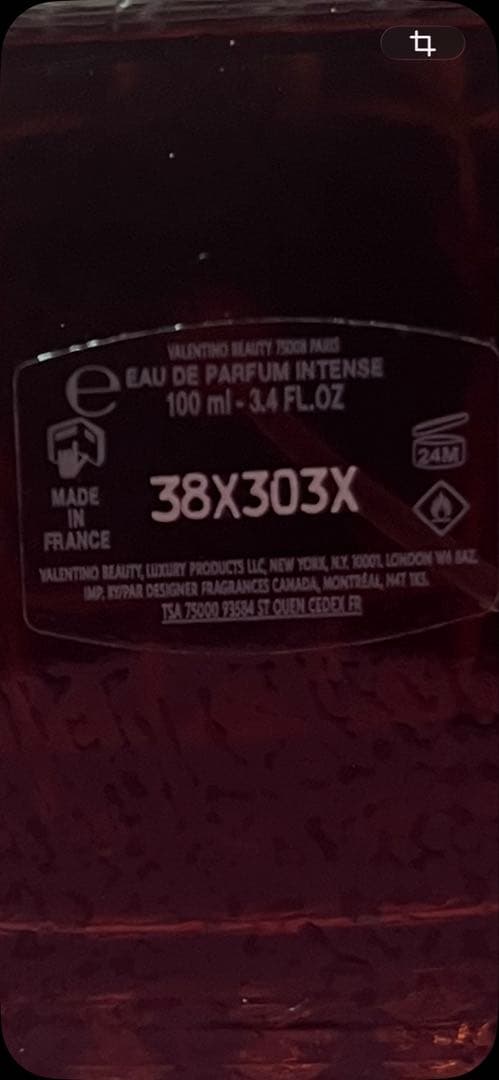 VALENTINO BEAUTY 75008 PARIS
e EAU DE PARFUM INTENSE
100 ml - 3.4 FL.OZ
24M
38X303X
MADE
IN
FRANCE
VALENTINO BEAUTY, LUXURY PRODUCTS LLC, NEW YORK, N.Y. 10001, LONDON W6 8AZ,
IMP. BY/PAR DESIGNER FRAGRANCES CANADA, MONTRÉAL, H4T 1K5.
TSA 75000 93584 ST OUEN CEDEX FR